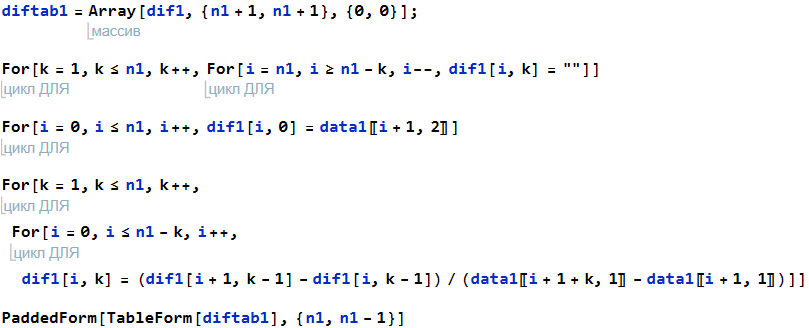 diftab1 = Array[dif1, {n1 + 1, n1 + 1}, {0, 0}];
массив
For[k = 1, k ≤ n1, k++, For[i = n1, i ≥ n1 - k, i--, dif1[i, k] = ""]]
цикл ДЛЯ цикл ДЛЯ
For[i = 0, i ≤ n1, i++, dif1[i, 0] = data1〚i + 1, 2〛]
цикл ДЛЯ
For[k = 1, k ≤ n1, k++,
цикл ДЛЯ
For[i = 0, i ≤ n1 - k, i++,
цикл ДЛЯ
dif1[i, k] = (dif1[i + 1, k - 1] - dif1[i, k - 1]) / (data1〚i + 1 + k, 1〛 - data1〚i + 1, 1〛)]]
PaddedForm[TableForm[diftab1], {n1, n1 - 1}]